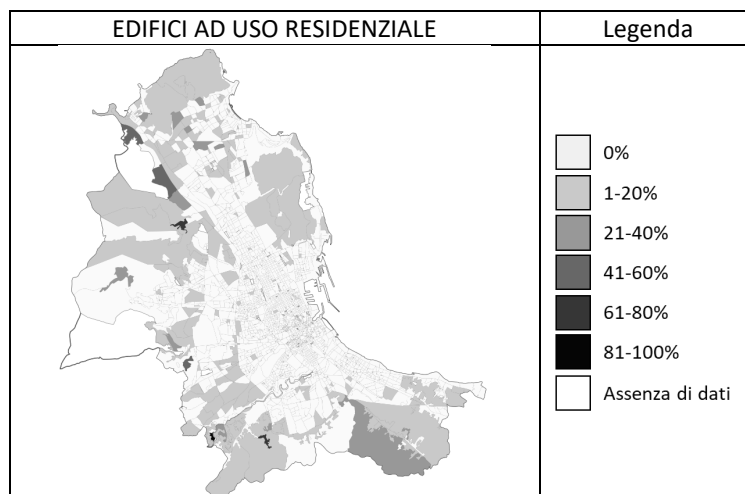 EDIFICI AD USO RESIDENZIALE
Legenda
0%
1-20%
21-40%
41-60%
61-80%
81-100%
Assenza di dati